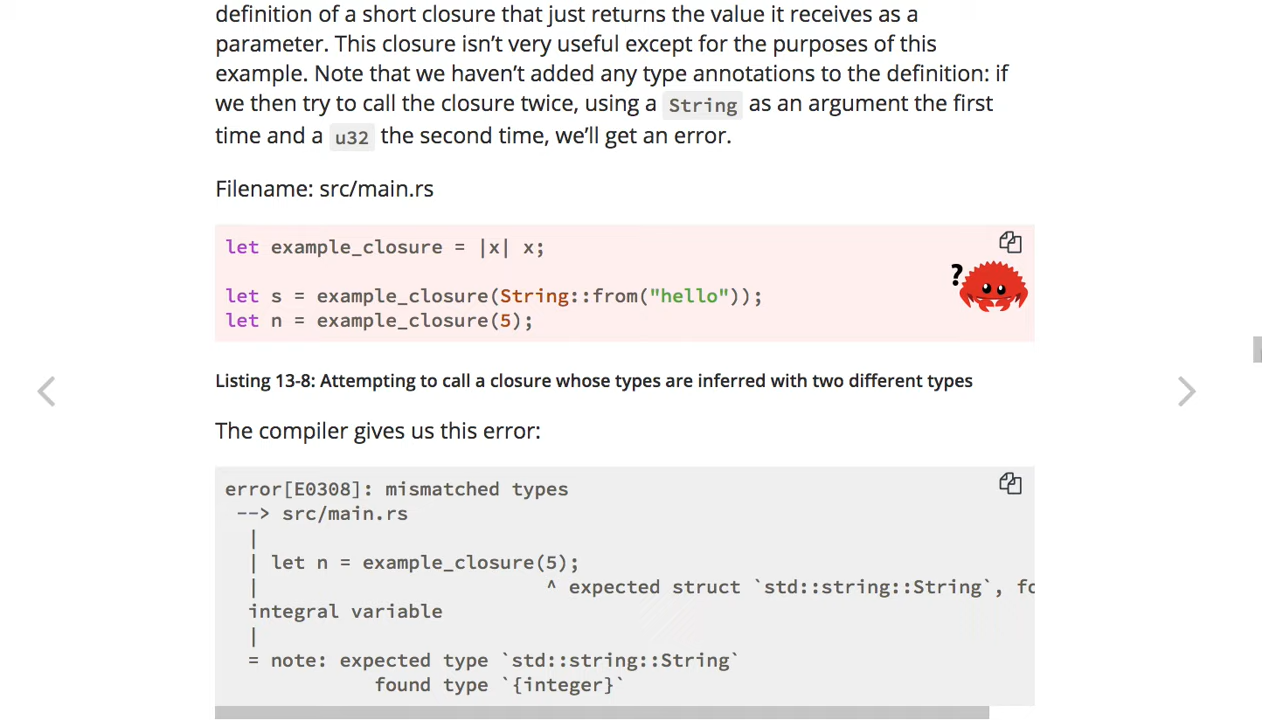 definition of a short closure that just returns the value it receives as a
parameter. This closure isn’t very useful except for the purposes of this
example. Note that we haven’t added any type annotations to the definition: if
we then try to call the closure twice, using a String as an argument the first
time and a u32 the second time, we’ll get an error.
Filename: src/main.rs
let example_closure = |x| x;
?
let s = example_closure(String::from("hello"));
let n = example_closure(5);
Listing 13-8: Attempting to call a closure whose types are inferred with two different types
The compiler gives us this error:
error[E0308]: mismatched types
--> src/main.rs
|
| let n = example_closure(5);
| ^ expected struct `std::string::String`, fo
integral variable
|
= note: expected type `std::string::String`
found type `{integer}`